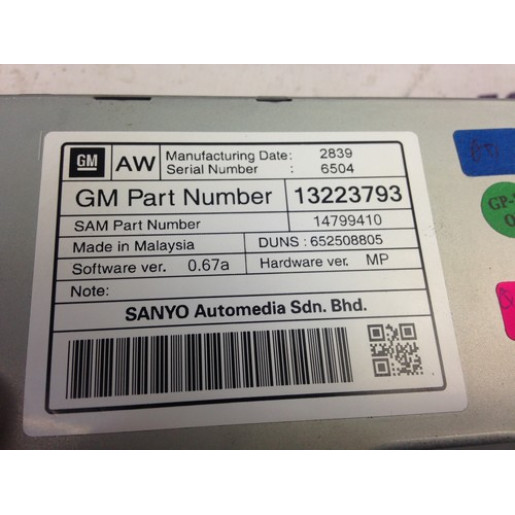 GM AW Manufacturing Date: 2839
Serial Number : 6504
GM Part Number 13223793
SAM Part Number 14799410
Made in Malaysia DUNS : 652508805
Software ver. 0.67a Hardware ver. MP
Note:
SANYO Automedia Sdn. Bhd.
GP-